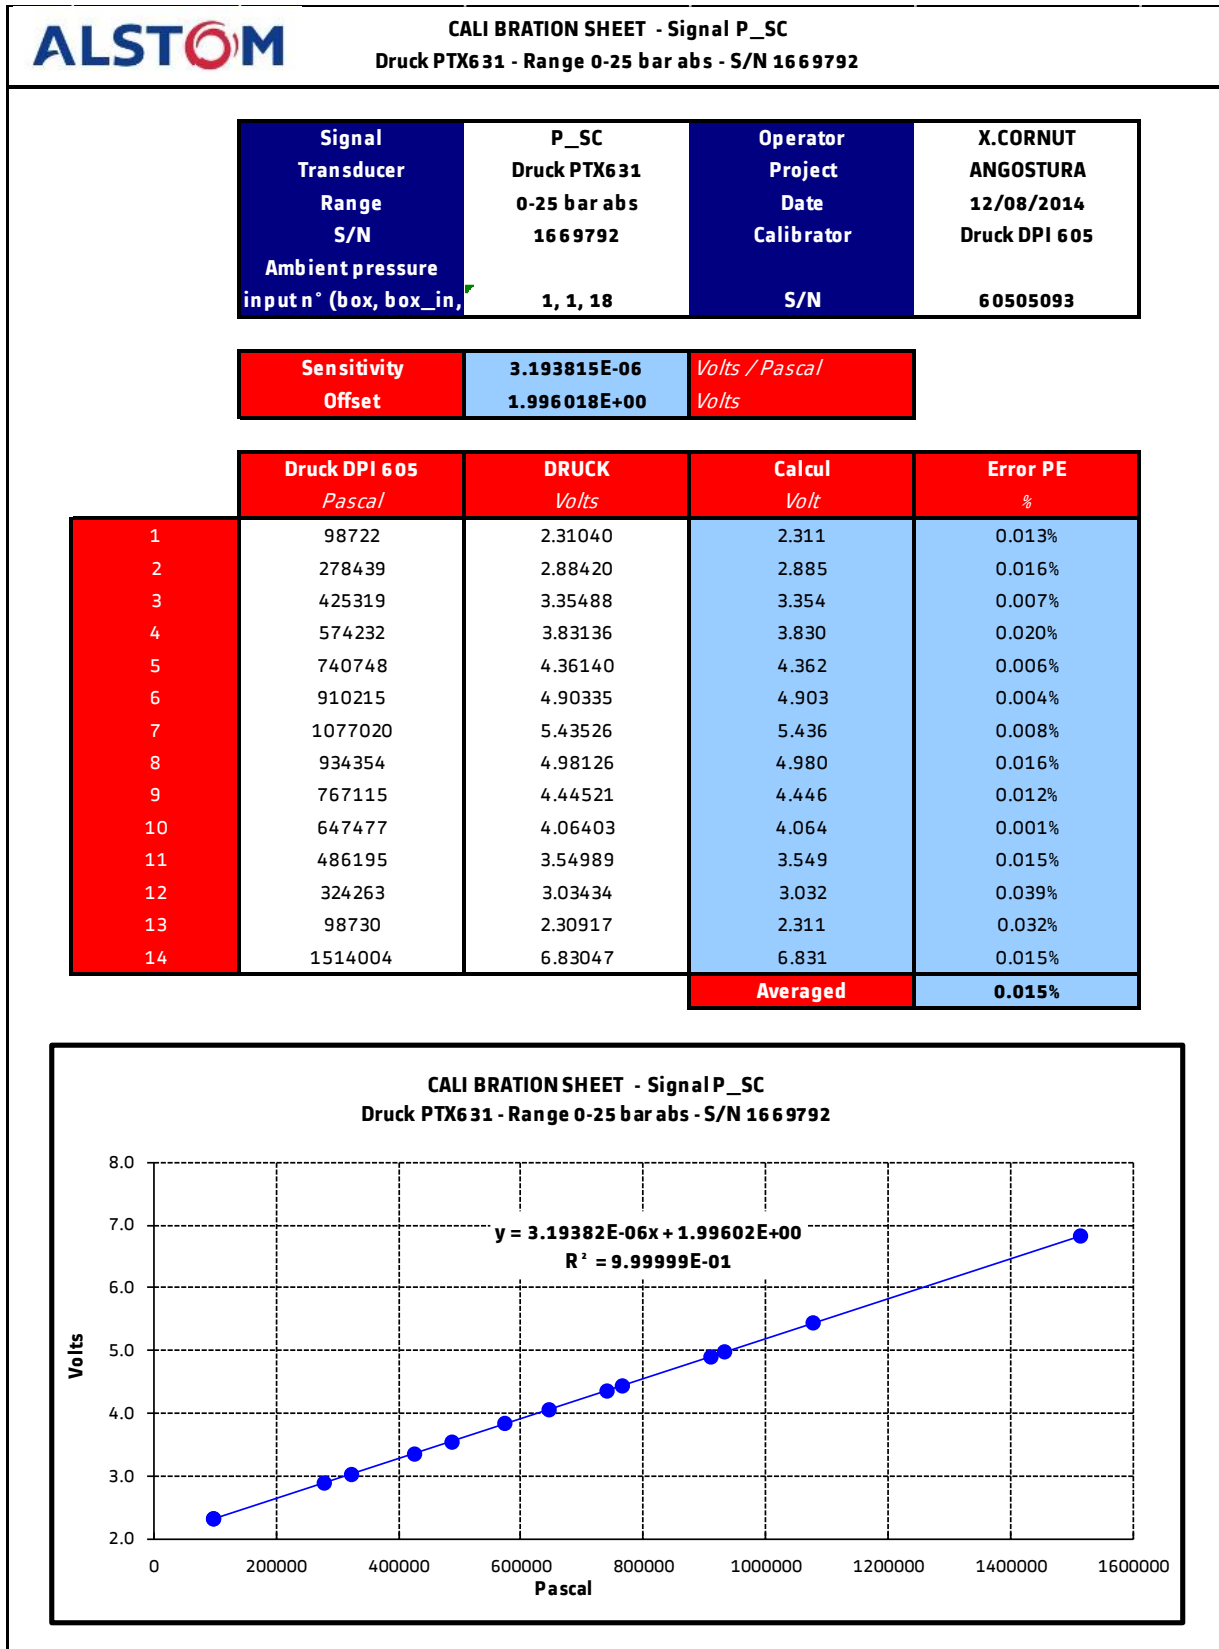 ALSTOM
CALI BRATION SHEET - Signal P_SC
Druck PTX631 - Range 0-25 bar abs - S/N 1669792
Signal P_SC Operator X.CORNUT
Transducer Druck PTX631 Project ANGOSTURA
Range 0-25 bar abs Date 12/08/2014
S/N 1669792 Calibrator Druck DPI 605
Ambient pressure
input n° (box, box_in, 1, 1, 18 S/N 60505093
Sensitivity 3.193815E-06 Volts / Pascal
Offset 1.996018E+00 Volts
Druck DPI 605 DRUCK Calcul Error PE
Pascal Volts Volt %
1 98722 2.31040 2.311 0.013%
2 278439 2.88420 2.885 0.016%
3 425319 3.35488 3.354 0.007%
4 574232 3.83136 3.830 0.020%
5 740748 4.36140 4.362 0.006%
6 910215 4.90335 4.903 0.004%
7 1077020 5.43526 5.436 0.008%
8 934354 4.98126 4.980 0.016%
9 767115 4.44521 4.446 0.012%
10 647477 4.06403 4.064 0.001%
11 486195 3.54989 3.549 0.015%
12 324263 3.03434 3.032 0.039%
13 98730 2.30917 2.311 0.032%
14 1514004 6.83047 6.831 0.015%
Averaged 0.015%
CALI BRATION SHEET - Signal P_SC
Druck PTX631 - Range 0-25 bar abs - S/N 1669792
8.0
7.0
y = 3.19382E-06x + 1.99602E+00
R² = 9.99999E-01
6.0
5.0
4.0
3.0
2.0
Volts
0 200000 400000 600000 800000 1000000 1200000 1400000 1600000
Pascal